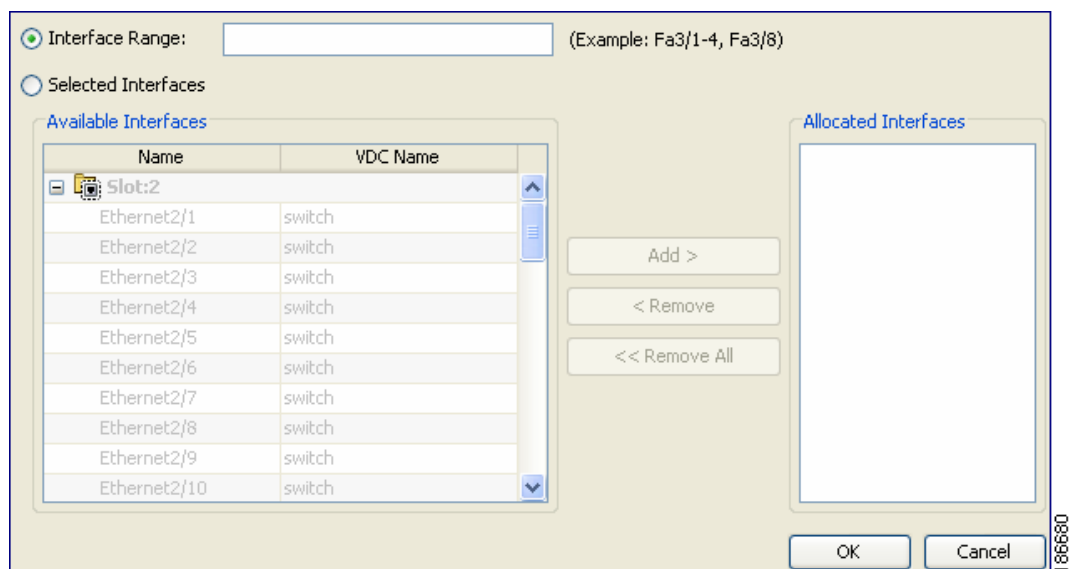 Interface Range: (Example: Fa3/1-4, Fa3/8)
Selected Interfaces
Available Interfaces
Name VDC Name
Slot:2
Ethernet2/1 switch
Ethernet2/2 switch
Ethernet2/3 switch
Ethernet2/4 switch
Ethernet2/5 switch
Ethernet2/6 switch
Ethernet2/7 switch
Ethernet2/8 switch
Ethernet2/9 switch
Ethernet2/10 switch
Add >
< Remove
<< Remove All
Allocated Interfaces
OK Cancel
186680